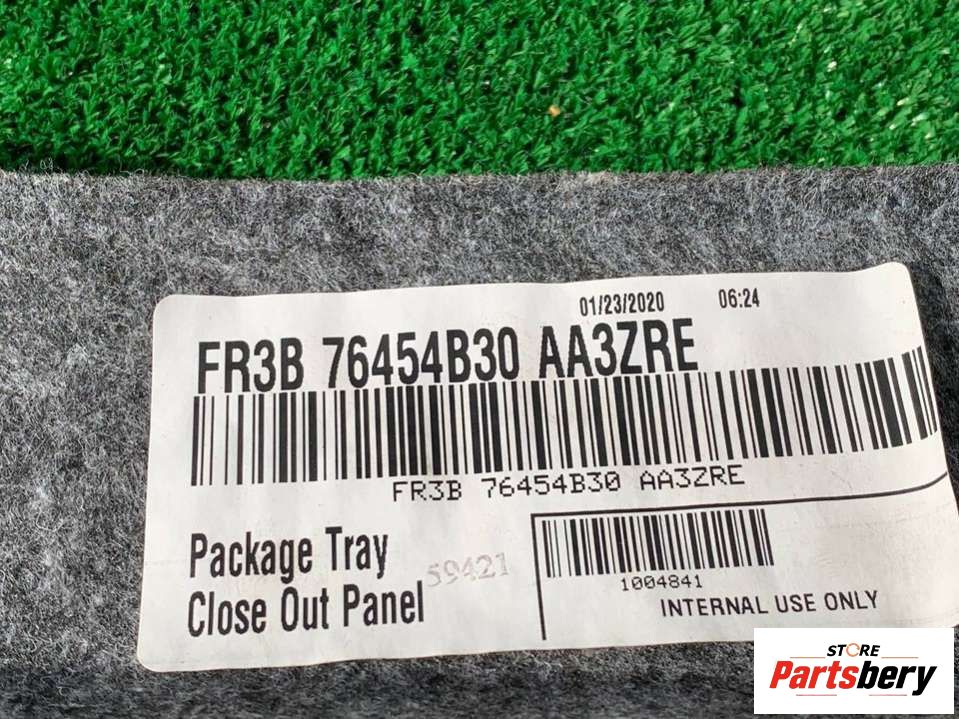 01/23/2020 06:24
FR3B 76454B30 AA3ZRE
FR3B 76454B30 AA3ZRE
Package Tray
Close Out Panel
59421
1004841
INTERNAL USE ONLY
STORE
Partsbery